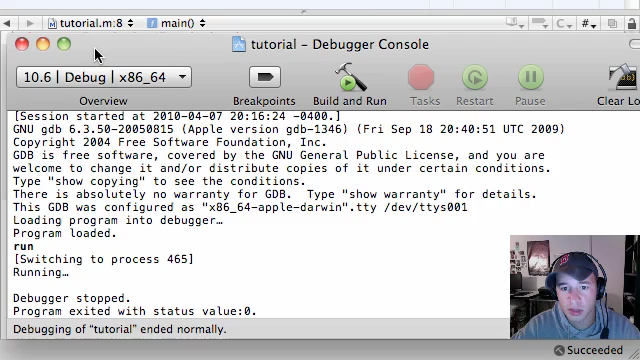 tutorial.m:8 main() #
tutorial – Debugger Console
10.6 | Debug | x86_64
Overview Breakpoints Build and Run Tasks Restart Pause Clear Lo
[Session started at 2010-04-07 20:16:24 -0400.]
GNU gdb 6.3.50-20050815 (Apple version gdb-1346) (Fri Sep 18 20:40:51 UTC 2009)
Copyright 2004 Free Software Foundation, Inc.
GDB is free software, covered by the GNU General Public License, and you are
welcome to change it and/or distribute copies of it under certain conditions.
Type "show copying" to see the conditions.
There is absolutely no warranty for GDB.  Type "show warranty" for details.
This GDB was configured as "x86_64-apple-darwin".tty /dev/ttys001
Loading program into debugger…
Program loaded.
run
[Switching to process 465]
Running…
Debugger stopped.
Program exited with status value:0.
Debugging of “tutorial” ended normally.
Succeeded